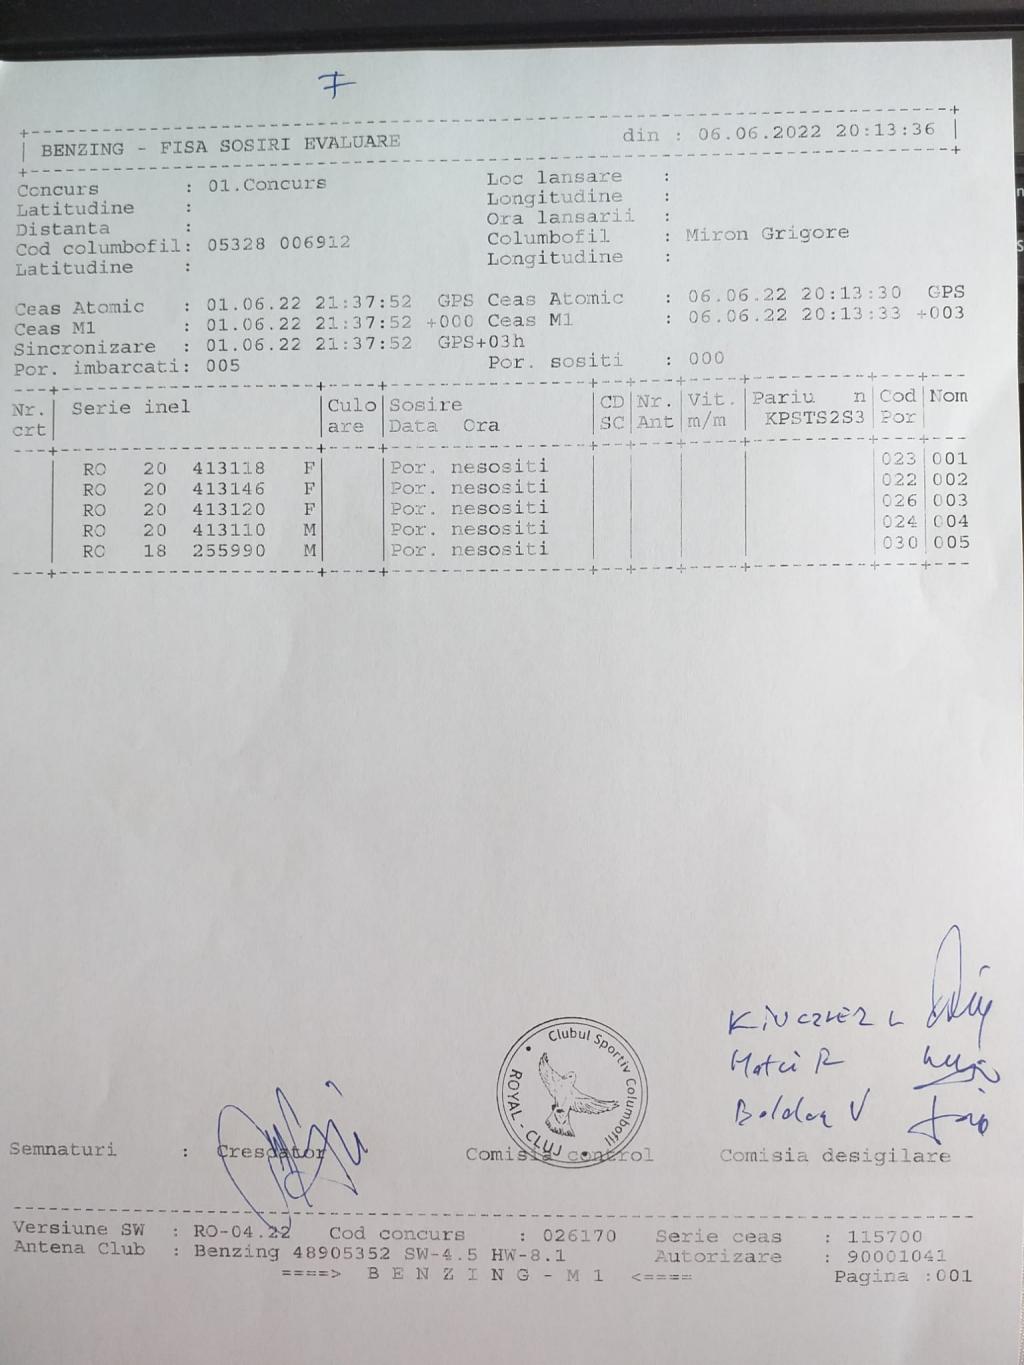 7
BENZING - FISA SOSIRI EVALUARE din : 06.06.2022 20:13:36
Concurs : 01.Concurs Loc lansare :
Latitudine : Longitudine :
Distanta : Ora lansarii :
Cod columbofil: 05328 006912 Columbofil : Miron Grigore
Latitudine : Longitudine :
Ceas Atomic : 01.06.22 21:37:52 GPS Ceas Atomic : 06.06.22 20:13:30 GPS
Ceas M1 : 01.06.22 21:37:52 +000 Ceas M1 : 06.06.22 20:13:33 +003
Sincronizare : 01.06.22 21:37:52 GPS+03h
Por. imbarcati: 005 Por. sositi : 000
Nr. | Serie inel | Culo | Sosire | CD | Nr. | Vit. | Pariu n | Cod | Nom
crt | | are | Data Ora | SC | Ant | m/m | KPSTS2S3 | Por |
RO 20 413118 F | | Por. nesositi | | | | | 023 | 001
RO 20 413146 F | | Por. nesositi | | | | | 022 | 002
RO 20 413120 F | | Por. nesositi | | | | | 026 | 003
RO 20 413110 M | | Por. nesositi | | | | | 024 | 004
RO 18 255990 M | | Por. nesositi | | | | | 030 | 005
Clubul Sportiv Columbofil
ROYAL - CLUJ
Matei R
Boldea V
Semnaturi : Crescator Comisia control Comisia desigilare
Versiune SW : RO-04.22 Cod concurs : 026170 Serie ceas : 115700
Antena Club : Benzing 48905352 SW-4.5 HW-8.1 Autorizare : 90001041
====> B E N Z I N G - M 1 <==== Pagina :001